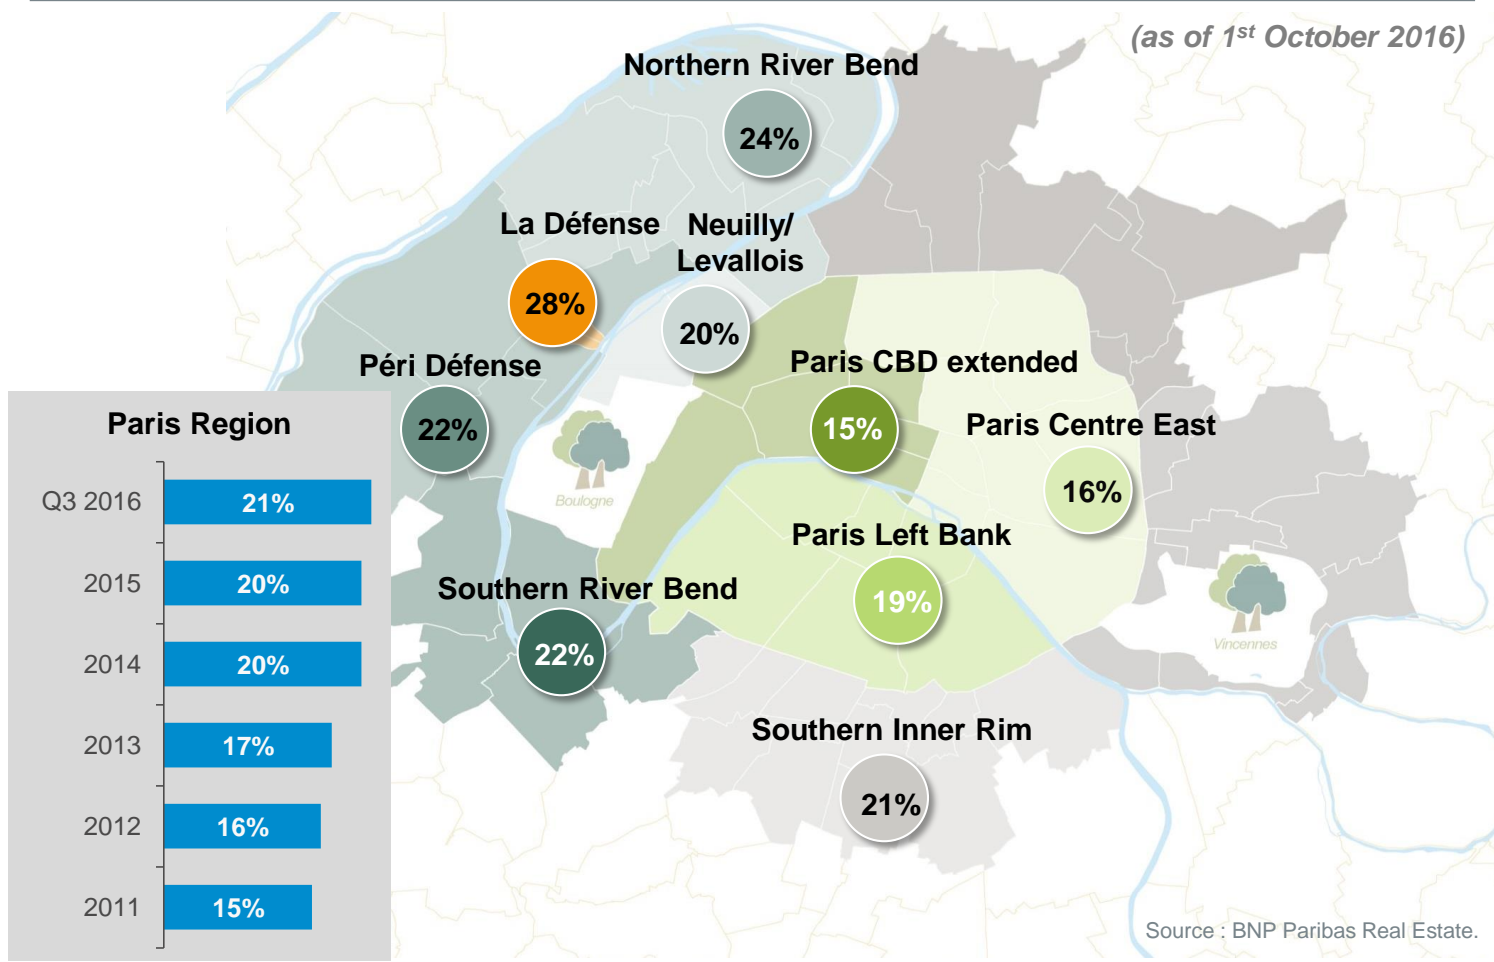 (as of 1st October 2016)
Northern River Bend
24%
La Défense
28%
Neuilly/
Levallois
20%
Péri Défense
22%
Paris CBD extended
15%
Paris Centre East
16%
Boulogne
Paris Left Bank
19%
Southern River Bend
22%
Vincennes
Southern Inner Rim
21%
Paris Region
Q3 2016 21%
2015 20%
2014 20%
2013 17%
2012 16%
2011 15%
Source : BNP Paribas Real Estate.